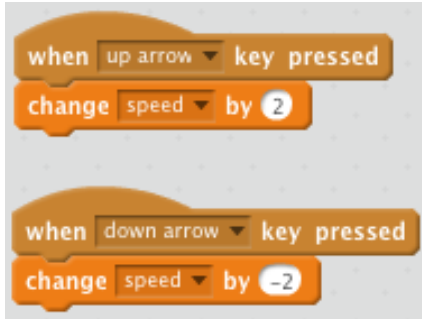 when up arrow key pressed
change speed by 2
when down arrow key pressed
change speed by -2